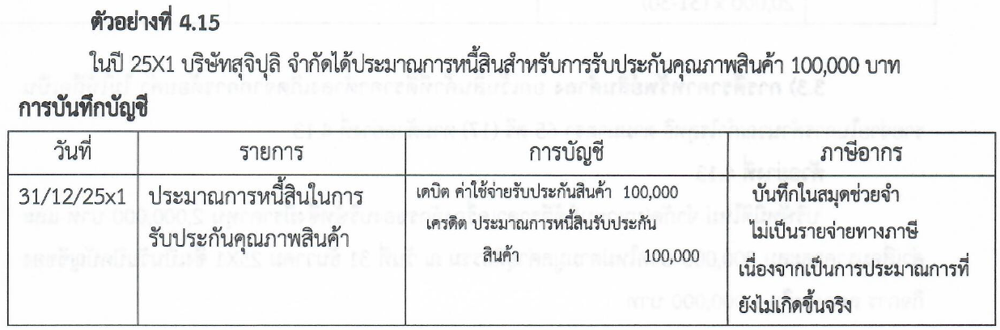 ตัวอย่างที่ 4.15
ในปี 25X1 บริษัทสุจิปุลิ จำกัดได้ประมาณการหนี้สินสำหรับการรับประกันคุณภาพสินค้า 100,000 บาท
การบันทึกบัญชี
วันที่ รายการ การบัญชี ภาษีอากร
31/12/25x1 ประมาณการหนี้สินในการ เดบิต ค่าใช้จ่ายรับประกันสินค้า 100,000 บันทึกในสมุดช่วยจำ
รับประกันคุณภาพสินค้า เครดิต ประมาณการหนี้สินรับประกัน ไม่เป็นรายจ่ายทางภาษี
สินค้า 100,000 เนื่องจากเป็นการประมาณการที่
ยังไม่เกิดขึ้นจริง